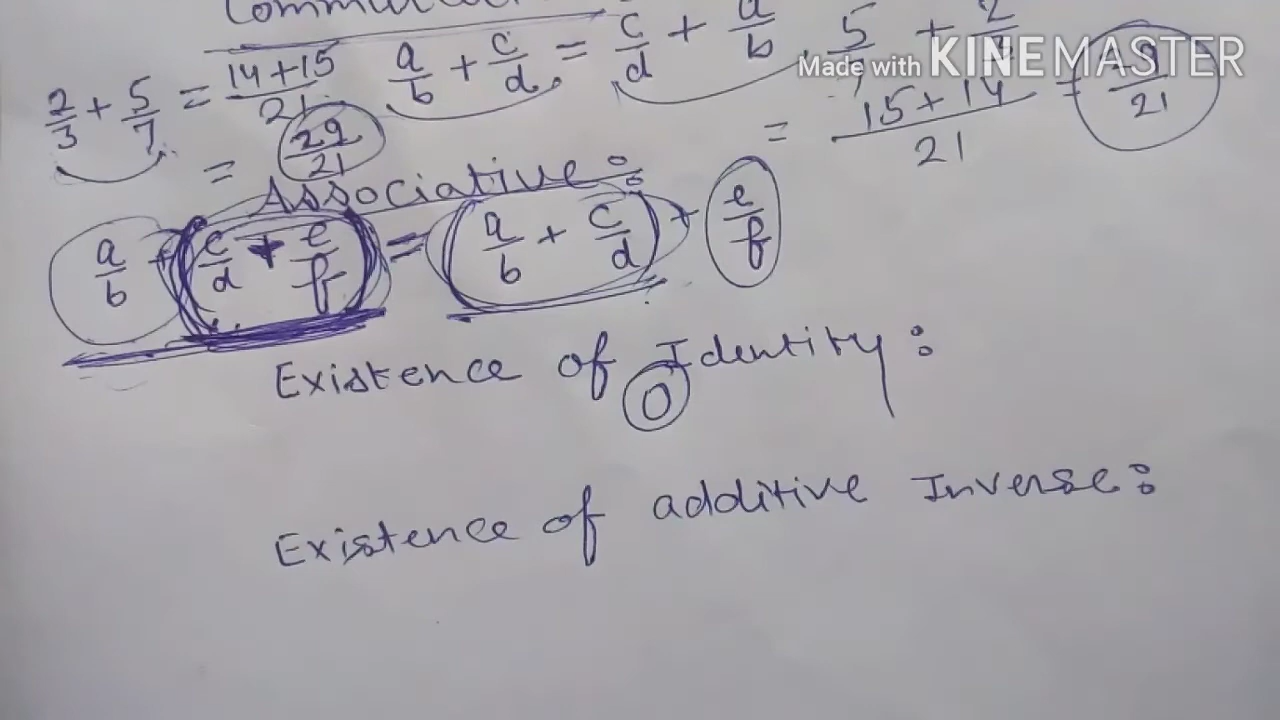 2/3 + 5/7 = 14+15/21 a/b + c/d = c/d + a/b, 5/7 + 2/3
= 29/21 = 15+14/21 = 29/21
Associative:
a/b + (c/d + e/f) = (a/b + c/d) + e/f
Existence of Identity:
0
Existence of additive Inverse:
Made with KINEMASTER